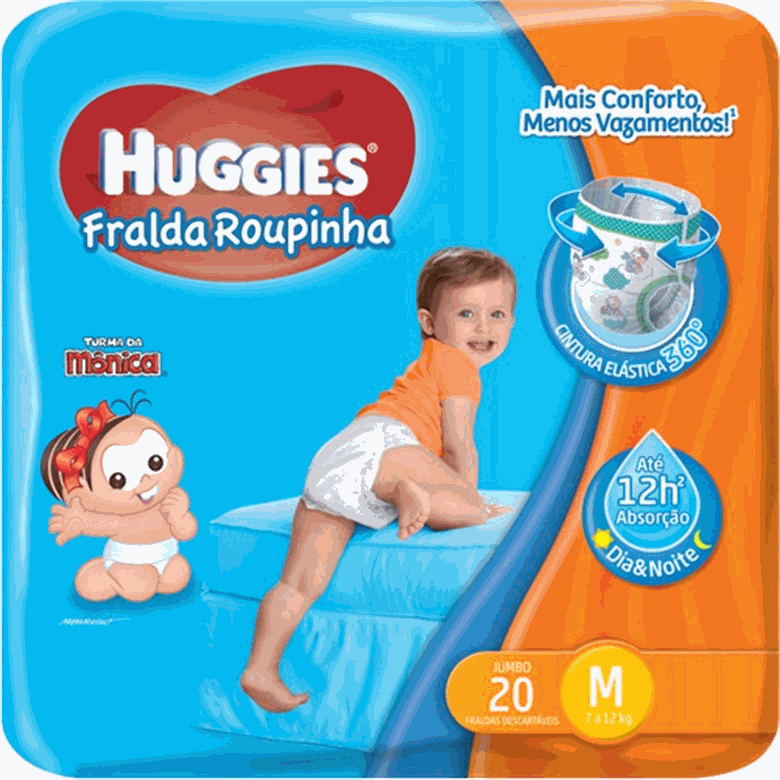 HUGGIES®
Fralda Roupinha
Mais Conforto,
Menos Vazamentos!¹
CINTURA ELÁSTICA 360°
TURMA DA
Mônica
Até
12h²
Absorção
Dia&Noite
JUMBO
20
FRALDAS DESCARTÁVEIS
M
7 a 12 kg